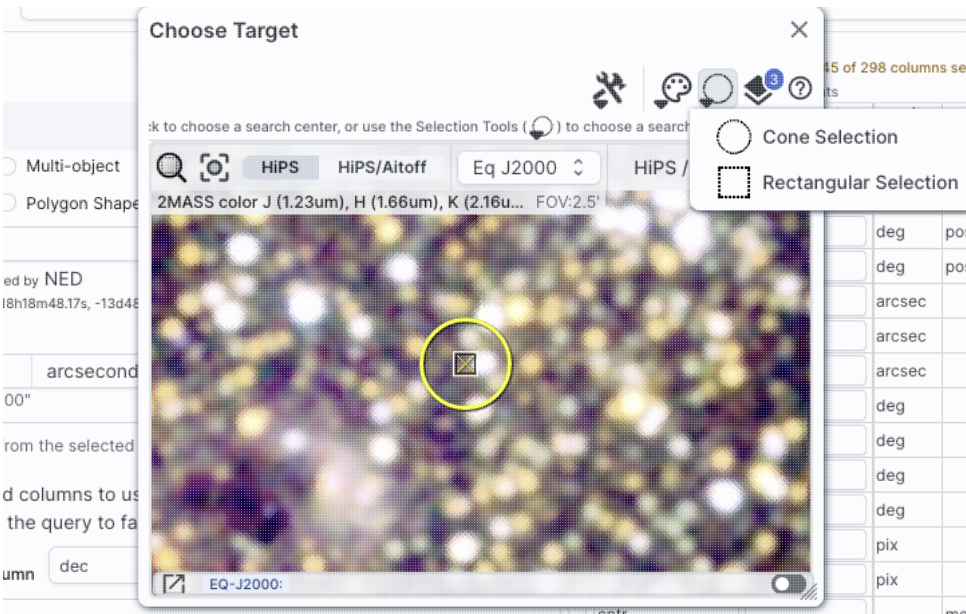 Choose Target
45 of 298 columns se
ts
3
:k to choose a search center, or use the Selection Tools ( ) to choose a search
Cone Selection
Rectangular Selection
Multi-object
Polygon Shape
HiPS
HiPS/Aitoff
Eq J2000
HiPS /
2MASS color J (1.23um), H (1.66um), K (2.16u... FOV:2.5'
ed by NED
18h18m48.17s, -13d48
arcsecond
00"
rom the selected
d columns to us
the query to fa
umn
dec
EQ-J2000:
deg
pos
deg
pos
arcsec
arcsec
arcsec
deg
deg
deg
deg
pix
pix